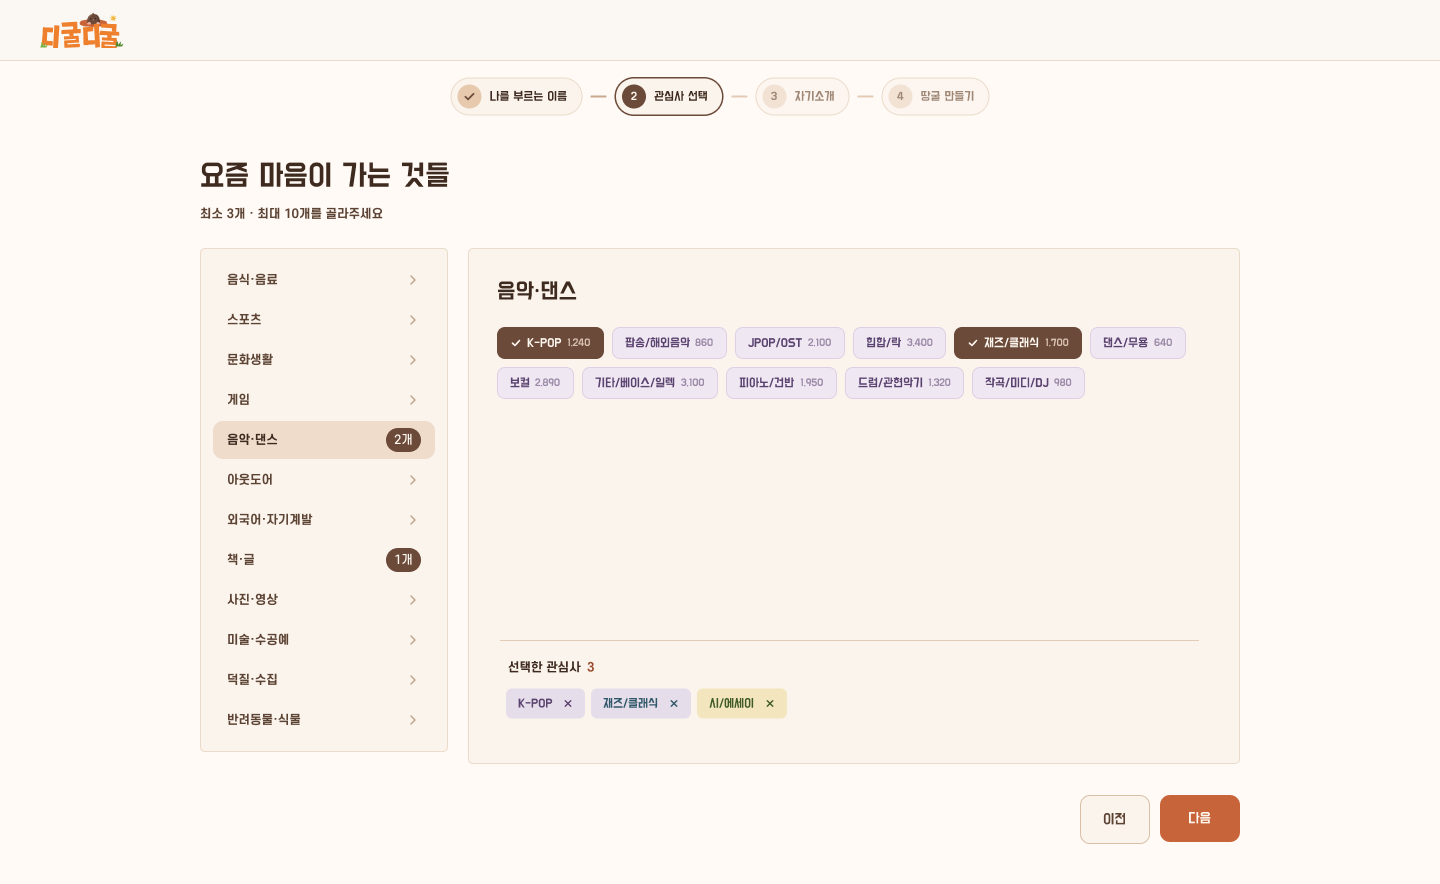 디굴디굴
나를 부르는 이름
2 관심사 선택
3 자기소개
4 땅굴 만들기
요즘 마음이 가는 것들
최소 3개 · 최대 10개를 골라주세요
음식·음료
스포츠
문화생활
게임
음악·댄스 2개
아웃도어
외국어·자기계발
책·글 1개
사진·영상
미술·수공예
덕질·수집
반려동물·식물
음악·댄스
K-POP 1,240 팝송/해외음악 860 JPOP/OST 2,100 힙합/락 3,400 재즈/클래식 1,700 댄스/무용 640
보컬 2,890 기타/베이스/일렉 3,100 피아노/건반 1,950 드럼/관현악기 1,320 작곡/미디/DJ 980
선택한 관심사 3
K-POP ✕ 재즈/클래식 ✕ 시/에세이 ✕
이전 다음